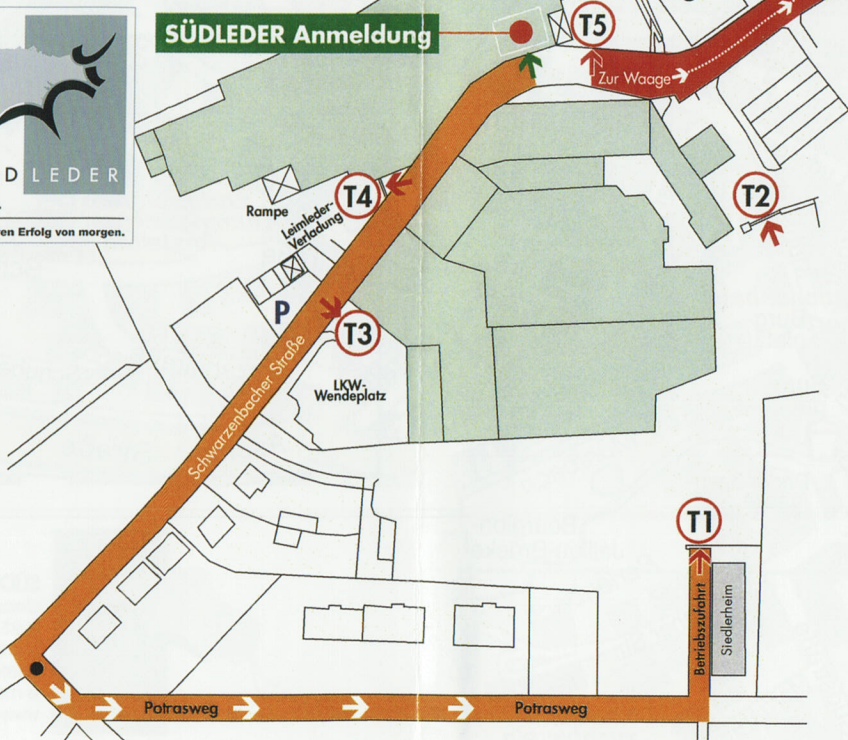 SÜDLEDER Anmeldung
T5
Zur Waage
D LEDER
en Erfolg von morgen.
T4
Rampe
Leimleder-
Verladung
T2
P
T3
LKW-
Wendeplatz
Schwarzenbacher Straße
T1
Betriebszufahrt
Siedlerheim
Potrasweg
Potrasweg